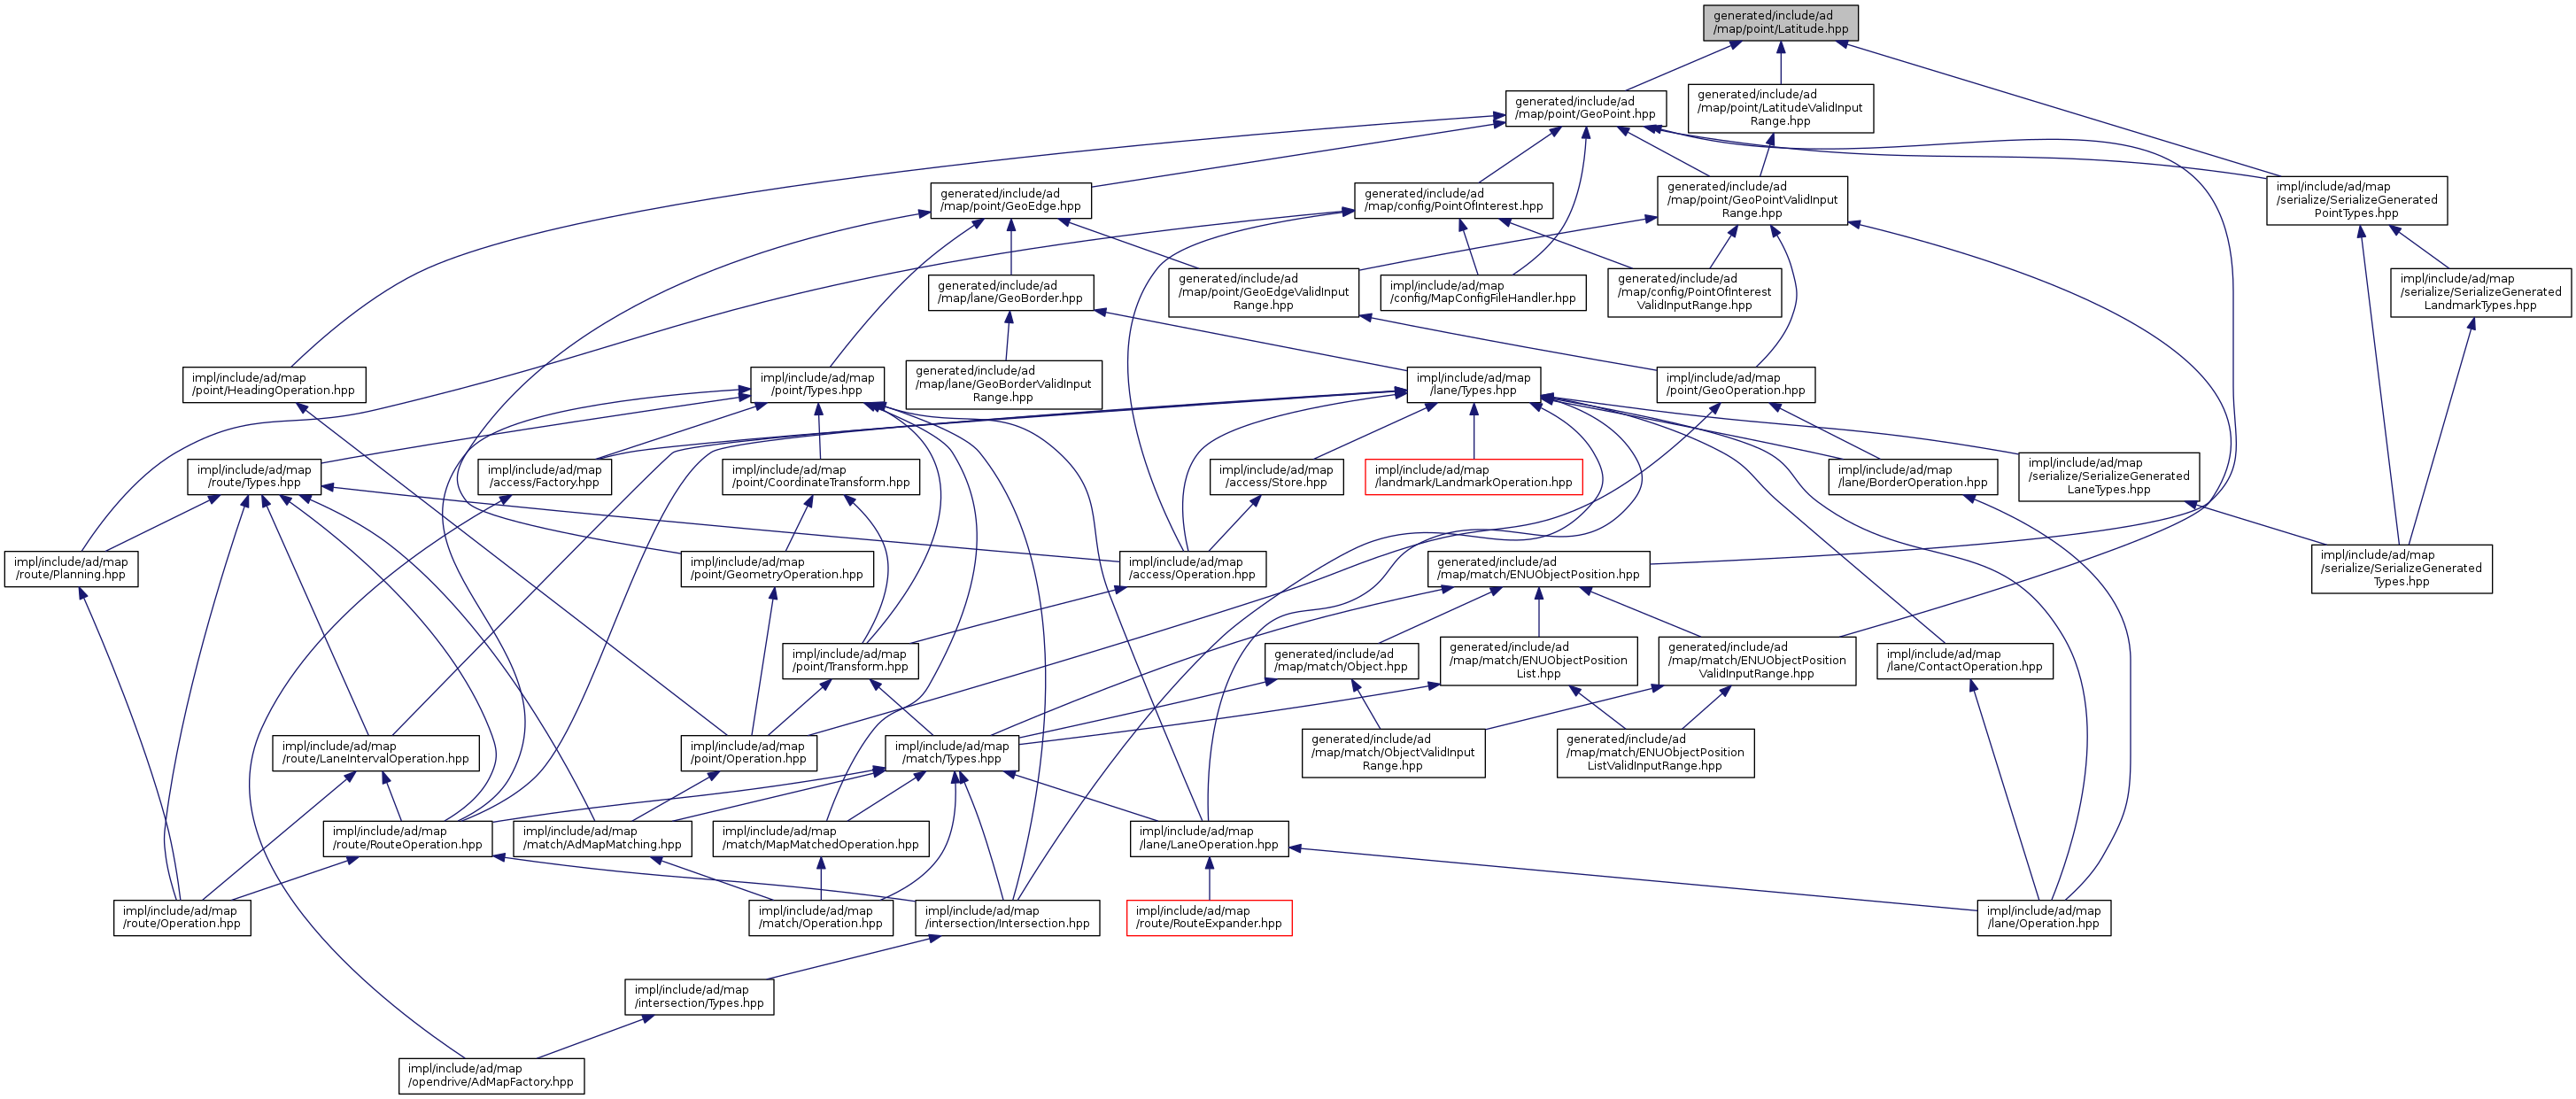 generated/include/ad
/map/point/Latitude.hpp
generated/include/ad
/map/point/GeoPoint.hpp
generated/include/ad
/map/point/LatitudeValidInput
Range.hpp
generated/include/ad
/map/point/GeoEdge.hpp
generated/include/ad
/map/config/PointOfInterest.hpp
generated/include/ad
/map/point/GeoPointValidInput
Range.hpp
impl/include/ad/map
/serialize/SerializeGenerated
PointTypes.hpp
generated/include/ad
/map/lane/GeoBorder.hpp
generated/include/ad
/map/point/GeoEdgeValidInput
Range.hpp
impl/include/ad/map
/config/MapConfigFileHandler.hpp
generated/include/ad
/map/config/PointOfInterest
ValidInputRange.hpp
impl/include/ad/map
/serialize/SerializeGenerated
LandmarkTypes.hpp
impl/include/ad/map
/point/HeadingOperation.hpp
impl/include/ad/map
/point/Types.hpp
generated/include/ad
/map/lane/GeoBorderValidInput
Range.hpp
impl/include/ad/map
/lane/Types.hpp
impl/include/ad/map
/point/GeoOperation.hpp
impl/include/ad/map
/route/Types.hpp
impl/include/ad/map
/access/Factory.hpp
impl/include/ad/map
/point/CoordinateTransform.hpp
impl/include/ad/map
/access/Store.hpp
impl/include/ad/map
/landmark/LandmarkOperation.hpp
impl/include/ad/map
/lane/BorderOperation.hpp
impl/include/ad/map
/serialize/SerializeGenerated
LaneTypes.hpp
impl/include/ad/map
/route/Planning.hpp
impl/include/ad/map
/point/GeometryOperation.hpp
impl/include/ad/map
/access/Operation.hpp
generated/include/ad
/map/match/ENUObjectPosition.hpp
impl/include/ad/map
/serialize/SerializeGenerated
Types.hpp
impl/include/ad/map
/point/Transform.hpp
generated/include/ad
/map/match/Object.hpp
generated/include/ad
/map/match/ENUObjectPosition
List.hpp
generated/include/ad
/map/match/ENUObjectPosition
ValidInputRange.hpp
impl/include/ad/map
/lane/ContactOperation.hpp
impl/include/ad/map
/route/LaneIntervalOperation.hpp
impl/include/ad/map
/point/Operation.hpp
impl/include/ad/map
/match/Types.hpp
generated/include/ad
/map/match/ObjectValidInput
Range.hpp
generated/include/ad
/map/match/ENUObjectPosition
ListValidInputRange.hpp
impl/include/ad/map
/route/RouteOperation.hpp
impl/include/ad/map
/match/AdMapMatching.hpp
impl/include/ad/map
/match/MapMatchedOperation.hpp
impl/include/ad/map
/lane/LaneOperation.hpp
impl/include/ad/map
/route/Operation.hpp
impl/include/ad/map
/match/Operation.hpp
impl/include/ad/map
/intersection/Intersection.hpp
impl/include/ad/map
/route/RouteExpander.hpp
impl/include/ad/map
/lane/Operation.hpp
impl/include/ad/map
/intersection/Types.hpp
impl/include/ad/map
/opendrive/AdMapFactory.hpp